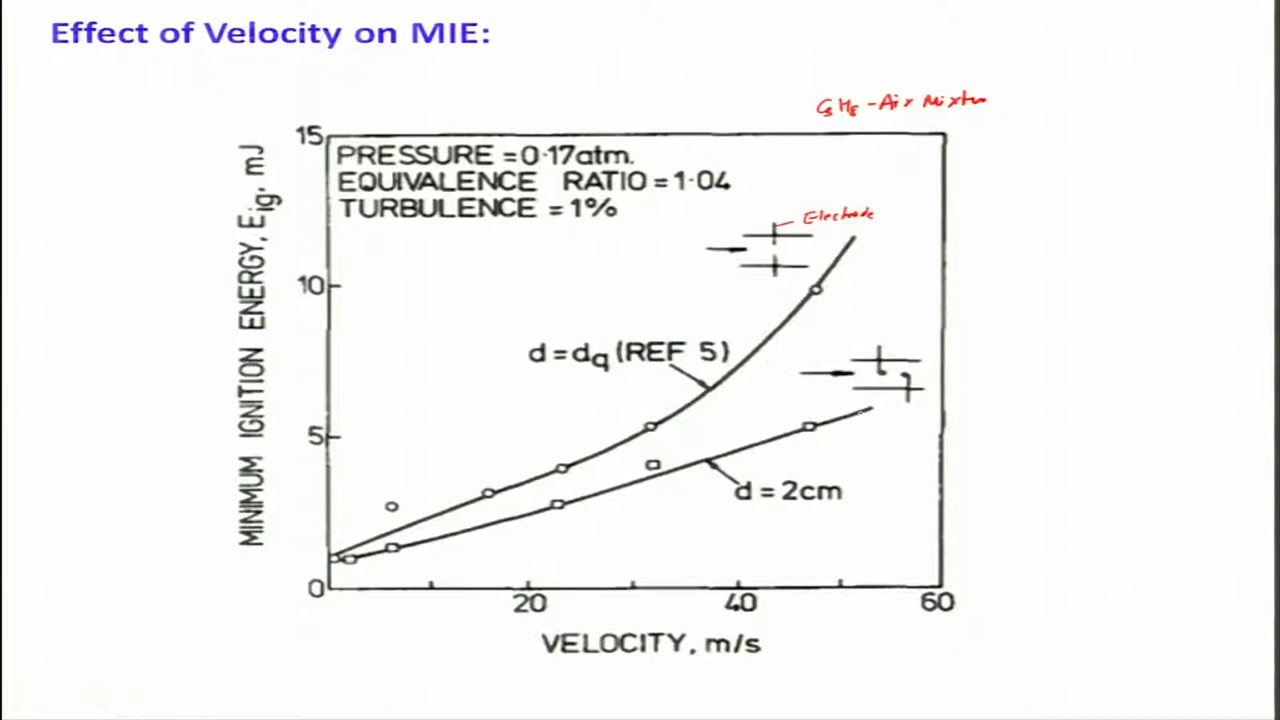 Effect of Velocity on MIE:
C3H8 - Air Mixture
15
PRESSURE = 0·17atm.
EQUIVALENCE RATIO = 1·04
TURBULENCE = 1%
Electrode
10
d = dq (REF 5)
5
d = 2cm
0
20
40
60
MINIMUM IGNITION ENERGY, Eig, mJ
VELOCITY, m/s